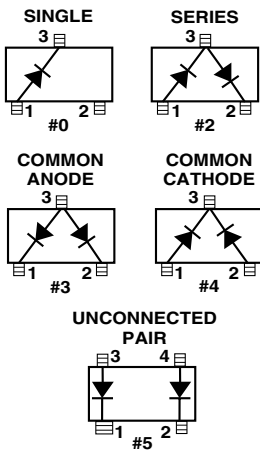 SINGLE
3
1 2
#0
SERIES
3
1 2
#2
COMMON
ANODE
3
1 2
#3
COMMON
CATHODE
3
1 2
#4
UNCONNECTED
PAIR
3 4
1 2
#5